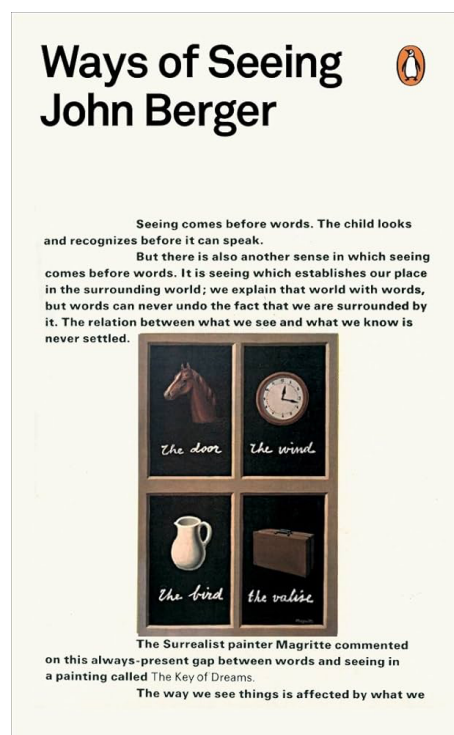 Ways of Seeing
John Berger
Seeing comes before words. The child looks
and recognizes before it can speak.
But there is also another sense in which seeing
comes before words. It is seeing which establishes our place
in the surrounding world; we explain that world with words,
but words can never undo the fact that we are surrounded by
it. The relation between what we see and what we know is
never settled.
The door
the wind
The bird
the valise
The Surrealist painter Magritte commented
on this always-present gap between words and seeing in
a painting called The Key of Dreams.
The way we see things is affected by what we